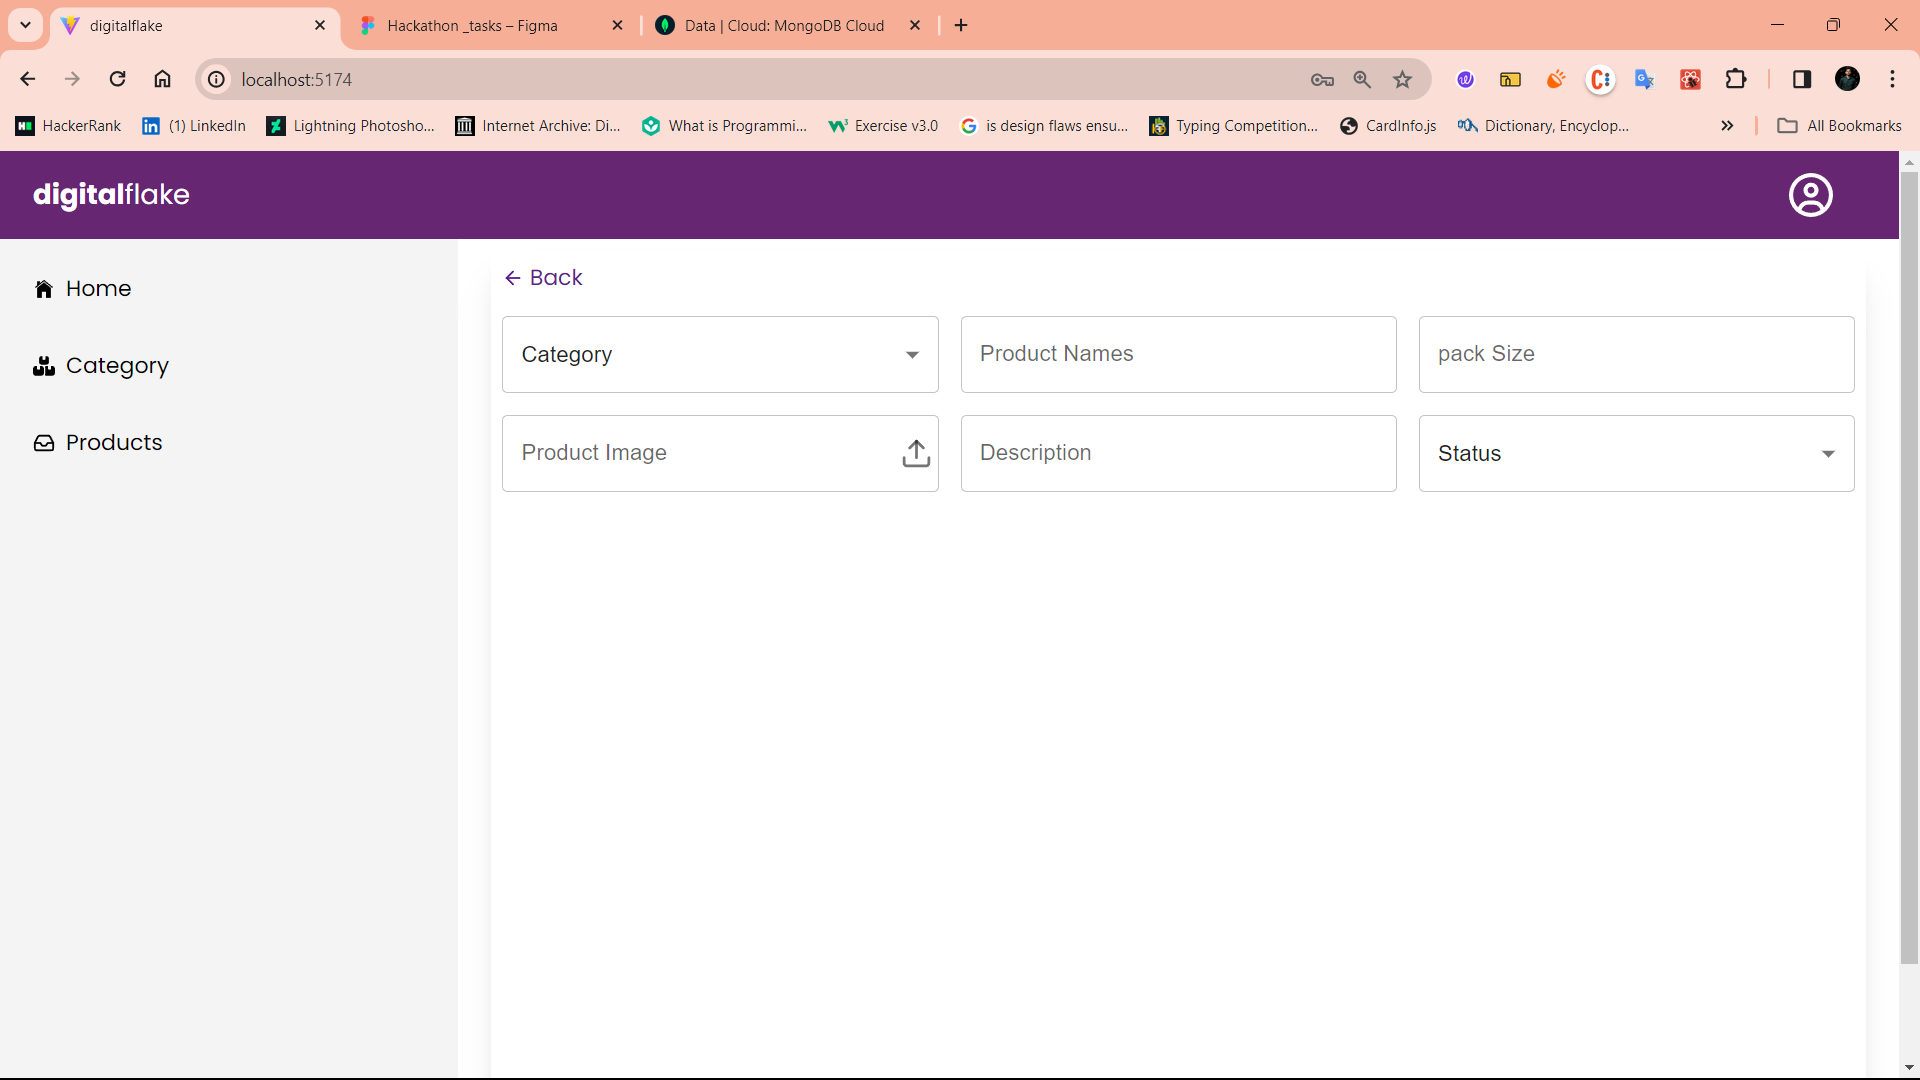 digitalflake
Hackathon _tasks – Figma
Data | Cloud: MongoDB Cloud
localhost:5174
HackerRank
(1) LinkedIn
Lightning Photosho...
Internet Archive: Di...
What is Programmi...
Exercise v3.0
is design flaws ensu...
Typing Competition...
CardInfo.js
Dictionary, Encyclop...
All Bookmarks
digitalflake
Home
Category
Products
Back
Category
Product Names
pack Size
Product Image
Description
Status